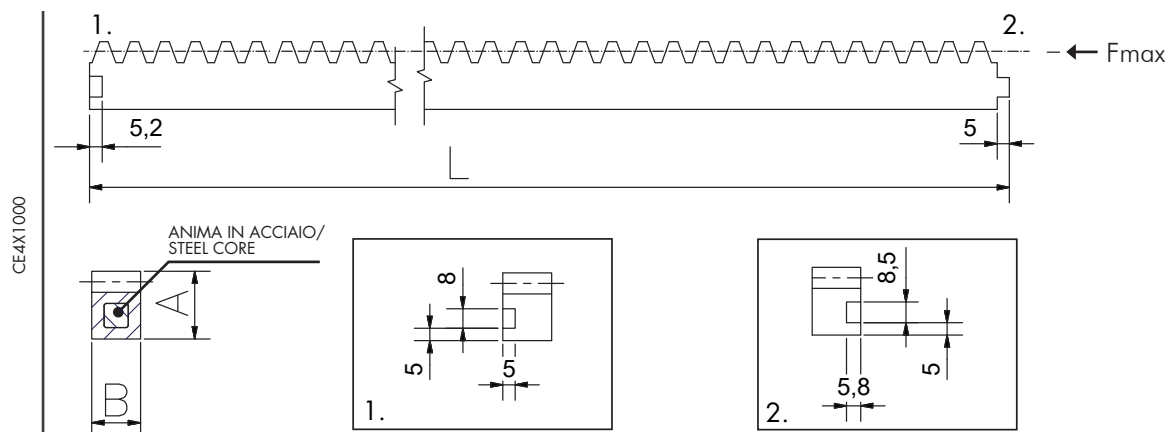 1.
2.
Fmax
5,2
5
L
CE4X1000
ANIMA IN ACCIAIO/
STEEL CORE
A
B
8
5
5
1.
8,5
5
5,8
2.